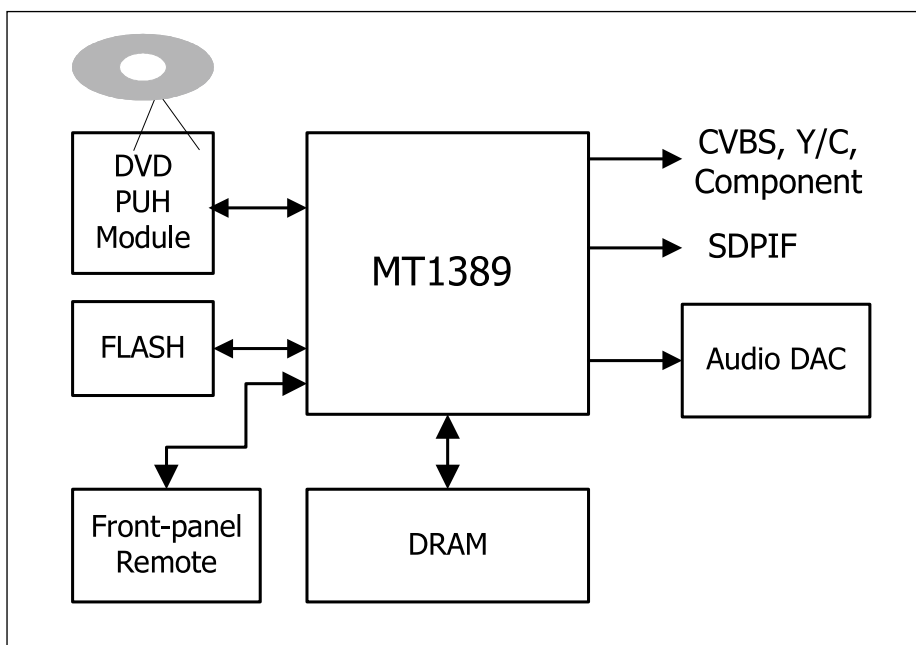 DVD
PUH
Module
MT1389
CVBS, Y/C,
Component
SDPIF
FLASH
Audio DAC
Front-panel
Remote
DRAM